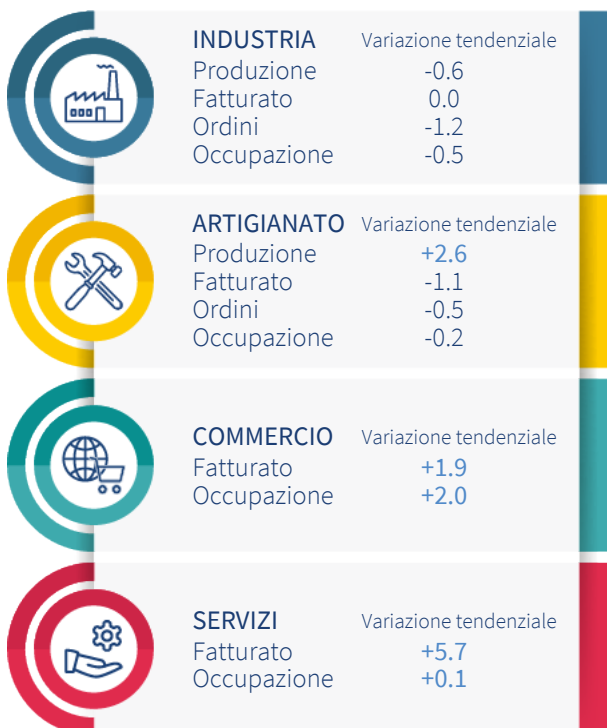 INDUSTRIA Variazione tendenziale
Produzione -0.6
Fatturato 0.0
Ordini -1.2
Occupazione -0.5
ARTIGIANATO Variazione tendenziale
Produzione +2.6
Fatturato -1.1
Ordini -0.5
Occupazione -0.2
COMMERCIO Variazione tendenziale
Fatturato +1.9
Occupazione +2.0
SERVIZI Variazione tendenziale
Fatturato +5.7
Occupazione +0.1